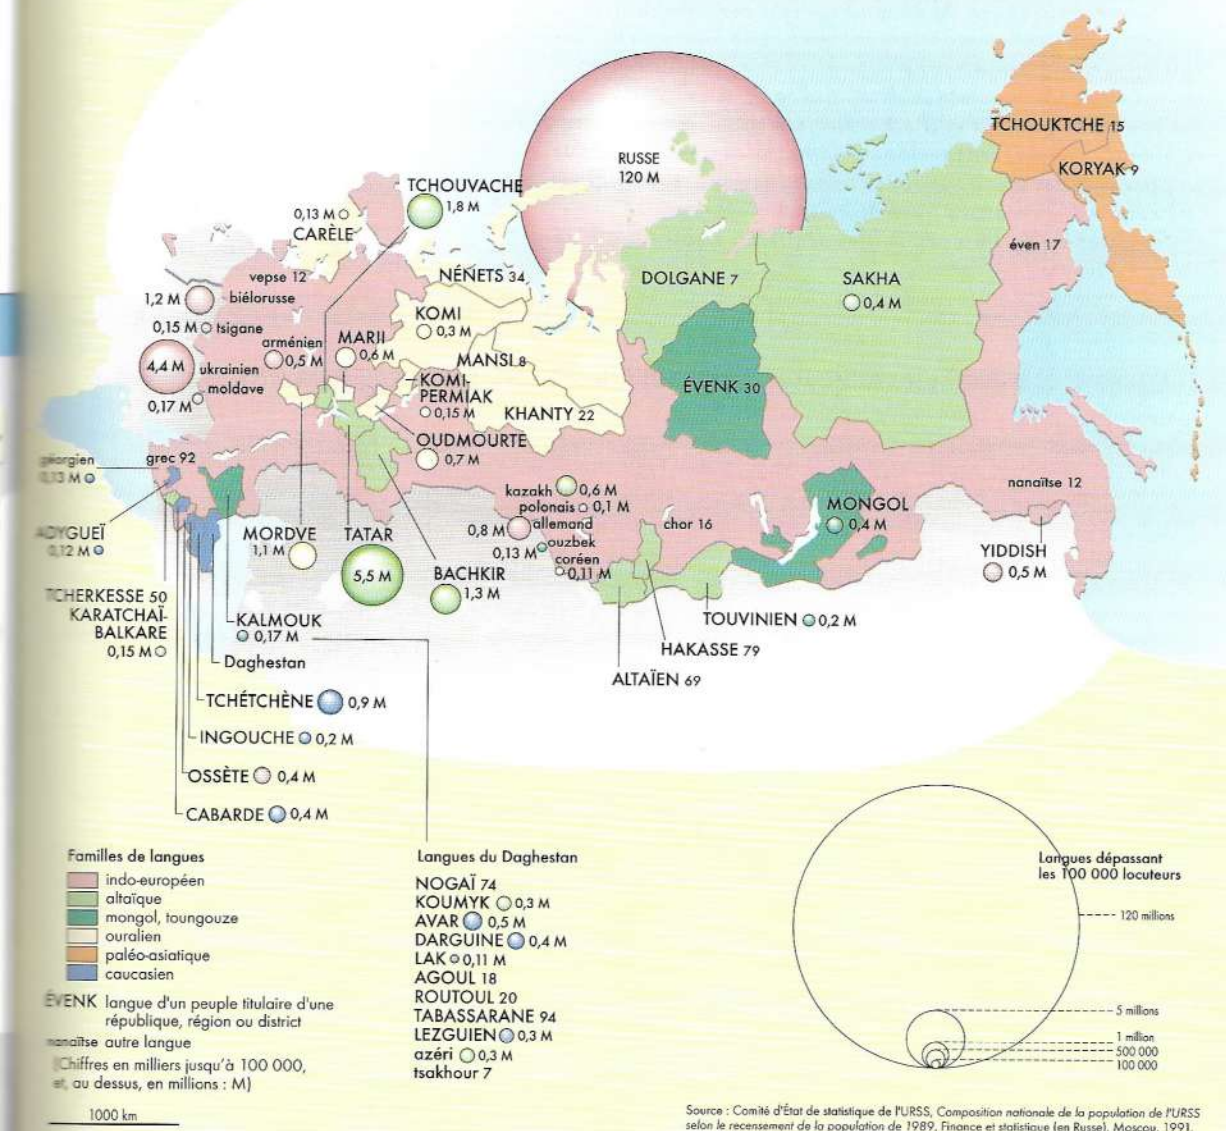 RUSSE
120 M
TCHOUKTCHE 15
KORYAK 9
TCHOUVACHE
1,8 M
0,13 M
CARÈLE
éven 17
vepse 12
NÉNETS 34
DOLGANE 7
SAKHA
0,4 M
1,2 M
biélorusse
KOMI
0,3 M
0,15 M tsigane
arménien
0,5 M
MARII
0,6 M
4,4 M
ukrainien
moldave
0,17 M
MANSI 8
KOMI-
PERMIAK
0,15 M
ÉVENK 30
KHANTY 22
OUDMOURTE
0,7 M
géorgien
0,13 M
grec 92
kazakh 0,6 M
polonais 0,1 M
0,8 M allemand
0,13 M ouzbek
coréen
0,11 M
chor 16
nanaïtse 12
MONGOL
0,4 M
ADYGUEÏ
0,12 M
MORDVE
1,1 M
TATAR
5,5 M
BACHKIR
1,3 M
YIDDISH
0,5 M
TCHERKESSE 50
KARATCHAÏ-
BALKARE
0,15 M
KALMOUK
0,17 M
TOUVINIEN 0,2 M
HAKASSE 79
ALTAÏEN 69
Daghestan
TCHÉTCHÈNE 0,9 M
INGOUCHE 0,2 M
OSSÈTE 0,4 M
CABARDE 0,4 M
Familles de langues
indo-européen
altaïque
mongol, toungouze
ouralien
paléo-asiatique
caucasien
ÉVENK langue d'un peuple titulaire d'une
république, région ou district
nanaïtse autre langue
(Chiffres en milliers jusqu'à 100 000,
et, au dessus, en millions : M)
1000 km
Langues du Daghestan
NOGAÏ 74
KOUMYK 0,3 M
AVAR 0,5 M
DARGUINE 0,4 M
LAK 0,11 M
AGOUL 18
ROUTOUL 20
TABASSARANE 94
LEZGUIEN 0,3 M
azéri 0,3 M
tsakhour 7
Langues dépassant
les 100 000 locuteurs
120 millions
5 millions
1 million
500 000
100 000
Source : Comité d'État de statistique de l'URSS, Composition nationale de la population de l'URSS
selon le recensement de la population de 1989, Finance et statistique (en Russe), Moscou, 1991.